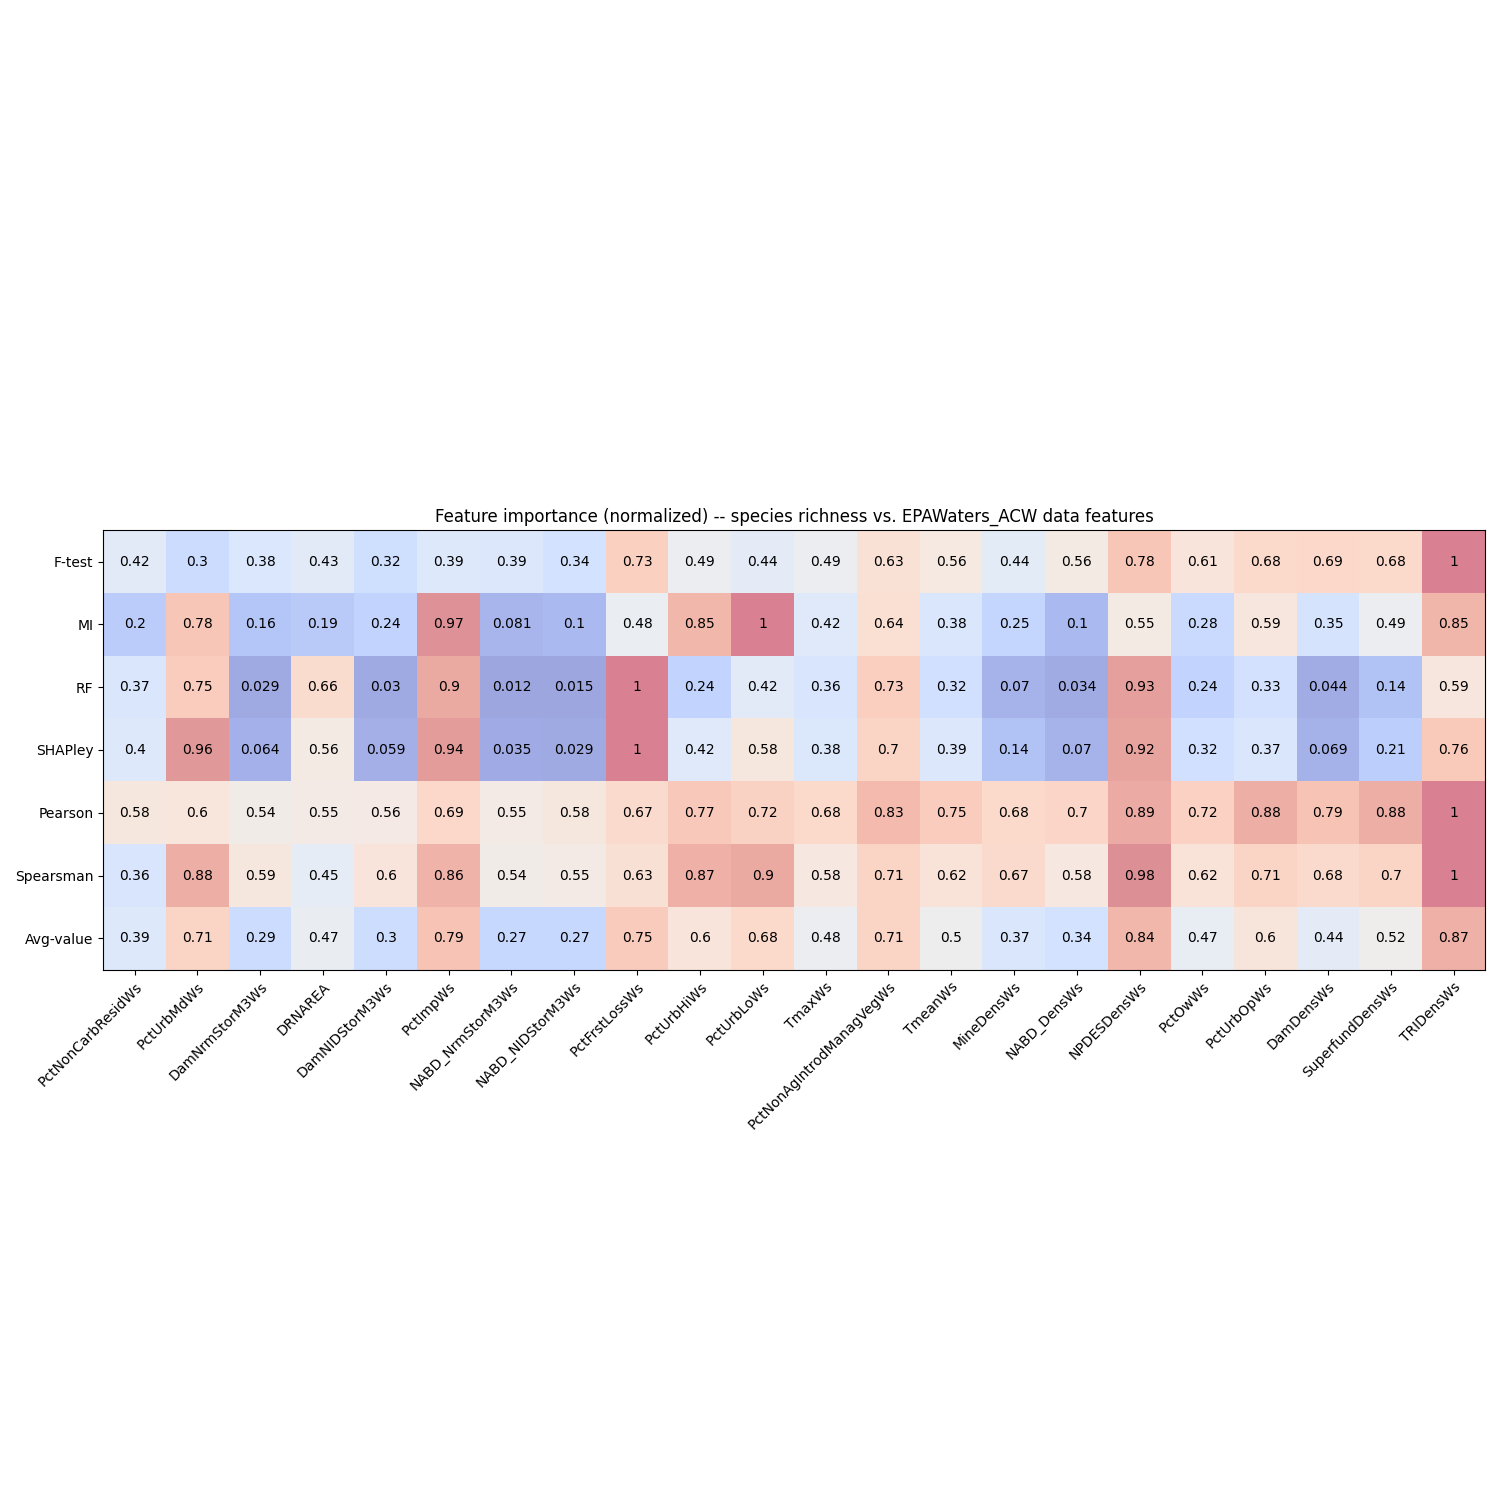 Feature importance (normalized) -- species richness vs. EPAWaters_ACW data features
F-test 0.42 0.3 0.38 0.43 0.32 0.39 0.39 0.34 0.73 0.49 0.44 0.49 0.63 0.56 0.44 0.56 0.78 0.61 0.68 0.69 0.68 1
MI 0.2 0.78 0.16 0.19 0.24 0.97 0.081 0.1 0.48 0.85 1 0.42 0.64 0.38 0.25 0.1 0.55 0.28 0.59 0.35 0.49 0.85
RF 0.37 0.75 0.029 0.66 0.03 0.9 0.012 0.015 1 0.24 0.42 0.36 0.73 0.32 0.07 0.034 0.93 0.24 0.33 0.044 0.14 0.59
SHAPley 0.4 0.96 0.064 0.56 0.059 0.94 0.035 0.029 1 0.42 0.58 0.38 0.7 0.39 0.14 0.07 0.92 0.32 0.37 0.069 0.21 0.76
Pearson 0.58 0.6 0.54 0.55 0.56 0.69 0.55 0.58 0.67 0.77 0.72 0.68 0.83 0.75 0.68 0.7 0.89 0.72 0.88 0.79 0.88 1
Spearsman 0.36 0.88 0.59 0.45 0.6 0.86 0.54 0.55 0.63 0.87 0.9 0.58 0.71 0.62 0.67 0.58 0.98 0.62 0.71 0.68 0.7 1
Avg-value 0.39 0.71 0.29 0.47 0.3 0.79 0.27 0.27 0.75 0.6 0.68 0.48 0.71 0.5 0.37 0.34 0.84 0.47 0.6 0.44 0.52 0.87
PctNonCarbResidWs
PctUrbMdWs
DamNrmStorM3Ws
DRNAREA
DamNIDStorM3Ws
PctImpWs
NABD_NrmStorM3Ws
NABD_NIDStorM3Ws
PctFrstLossWs
PctUrbHiWs
PctUrbLoWs
TmaxWs
PctNonAgIntrodManagVegWs
TmeanWs
MineDensWs
NABD_DensWs
NPDESDensWs
PctOwWs
PctUrbOpWs
DamDensWs
SuperfundDensWs
TRIDensWs